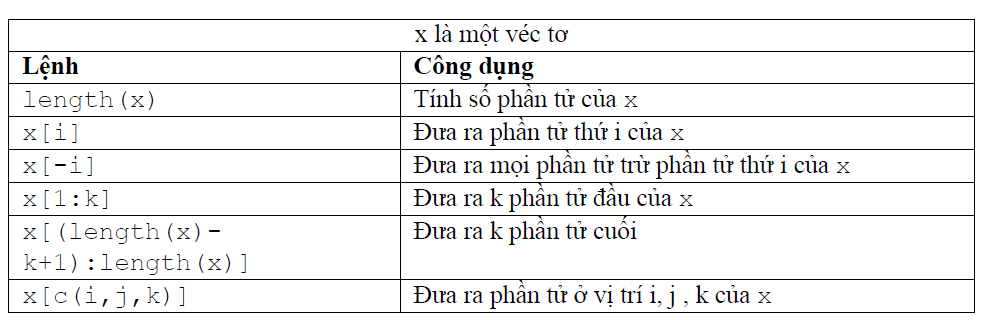 x là một véc tơ
Lệnh Công dụng
length(x) Tính số phần tử của x
x[i] Đưa ra phần tử thứ i của x
x[-i] Đưa ra mọi phần tử trừ phần tử thứ i của x
x[1:k] Đưa ra k phần tử đầu của x
x[(length(x)- Đưa ra k phần tử cuối
k+1):length(x)]
x[c(i,j,k)] Đưa ra phần tử ở vị trí i, j , k của x